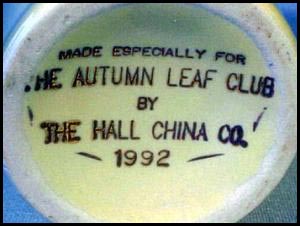 MADE ESPECIALLY FOR
THE AUTUMN LEAF CLUB
BY
THE HALL CHINA CO.
1992